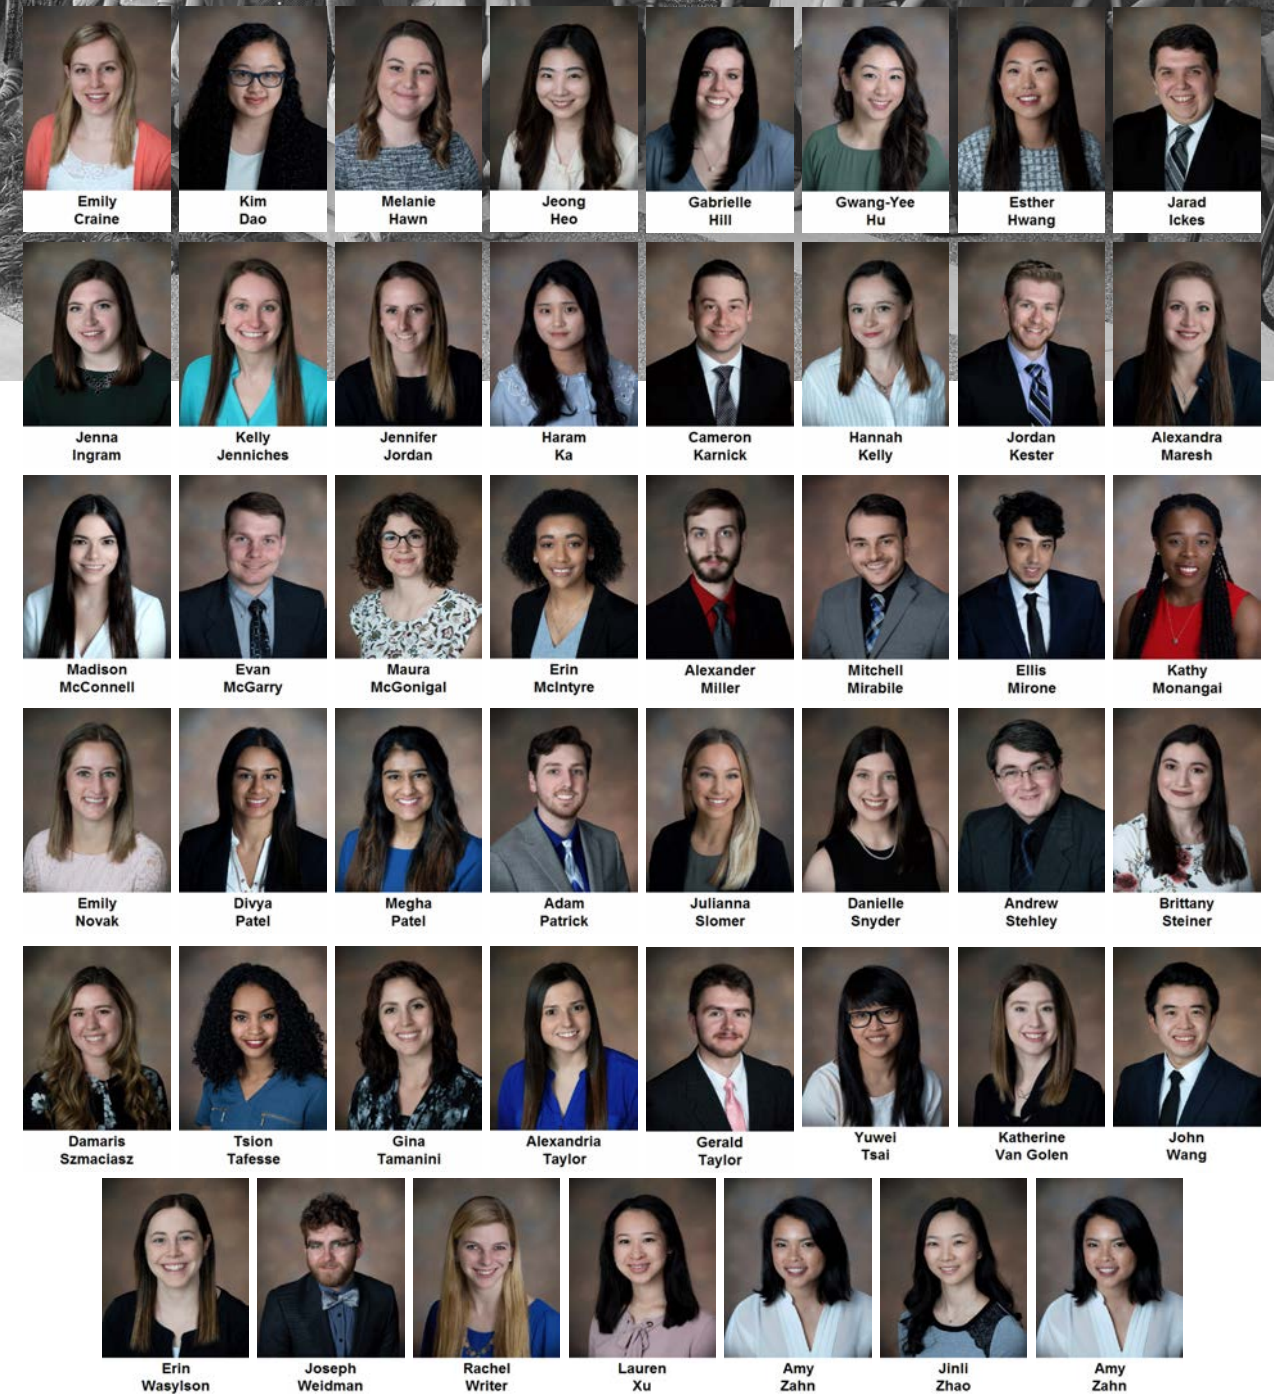 Emily
Craine
Kim
Dao
Melanie
Hawn
Jeong
Heo
Gabrielle
Hill
Gwang-Yee
Hu
Esther
Hwang
Jarad
Ickes
Jenna
Ingram
Kelly
Jenniches
Jennifer
Jordan
Haram
Ka
Cameron
Karnick
Hannah
Kelly
Jordan
Kester
Alexandra
Maresh
Madison
McConnell
Evan
McGarry
Maura
McGonigal
Erin
McIntyre
Alexander
Miller
Mitchell
Mirabile
Ellis
Mirone
Kathy
Monangai
Emily
Novak
Divya
Patel
Megha
Patel
Adam
Patrick
Julianna
Slomer
Danielle
Snyder
Andrew
Stehley
Brittany
Steiner
Damaris
Szmaciasz
Tsion
Tafesse
Gina
Tamanini
Alexandria
Taylor
Gerald
Taylor
Yuwei
Tsai
Katherine
Van Golen
John
Wang
Erin
Wasylson
Joseph
Weidman
Rachel
Writer
Lauren
Xu
Amy
Zahn
Jinli
Zhao
Amy
Zahn